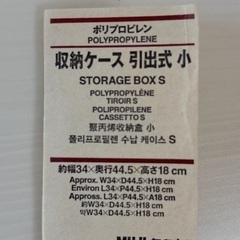 ポリプロピレン
POLYPROPYLENE
収納ケース 引出式 小
STORAGE BOX S
POLYPROPYLÈNE
TIROIR S
POLIPROPILENE
CASSETTO S
聚丙烯收納盒 小
폴리프로필렌 수납 케이스 S
約幅34×奥行44.5×高さ18 cm
Approx. W34×D44.5×H18 cm
Environ L34×P44.5×H18 cm
Appross. L34×P44.5×A18 cm
約W34×D44.5×H18 cm
약W34×D44.5×H18 cm